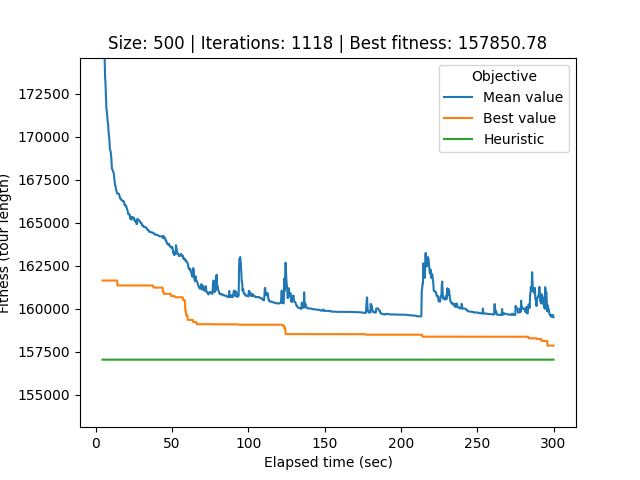 Size: 500 | Iterations: 1118 | Best fitness: 157850.78
Objective
Mean value
Best value
Heuristic
172500
170000
167500
165000
162500
160000
157500
155000
Fitness (tour length)
0 50 100 150 200 250 300
Elapsed time (sec)